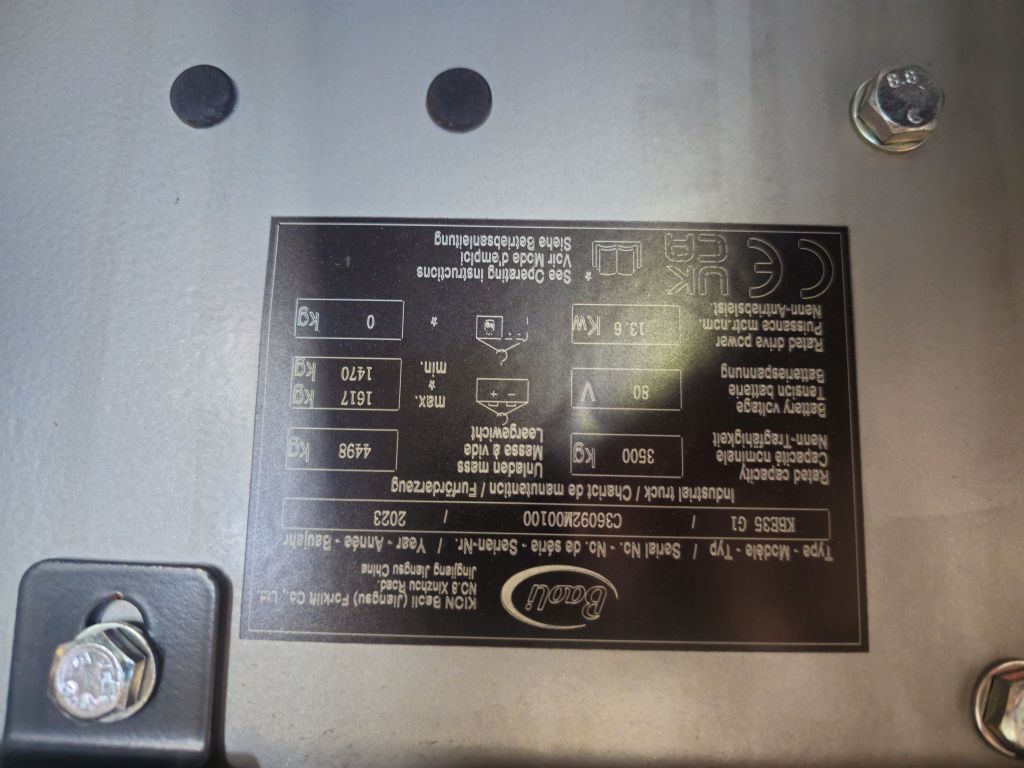 Baoli
KION Baoli (Jiangsu) Forklift Co., Ltd.
NO.8 Xinzhou Road.
Jingjiang Jiangsu China
Type - Modèle - Typ / Serial No. - No. de série - Serien-Nr. / Year - Année - Baujahr
KBE35 G1 / C36092M00100 / 2023
Industrial truck / Chariot de manutention / Furförderzeug
Rated capacity
Capacité nominale
Nenn-Tragfähigkeit
3500 kg
Unladen mass
Masse à vide
Leergewicht
4498 kg
Battery voltage
Tension batterie
Batteriespannung
80 V
max.
*
min.
1617 kg
1470 kg
Rated drive power
Puissance motr.nom.
Nenn-Antriebsleist.
13.6 Kw
*
0 kg
CE
UK
CA
*
See Operating instructions
Voir Mode d'emploi
Siehe Betriebsanleitung
8.8